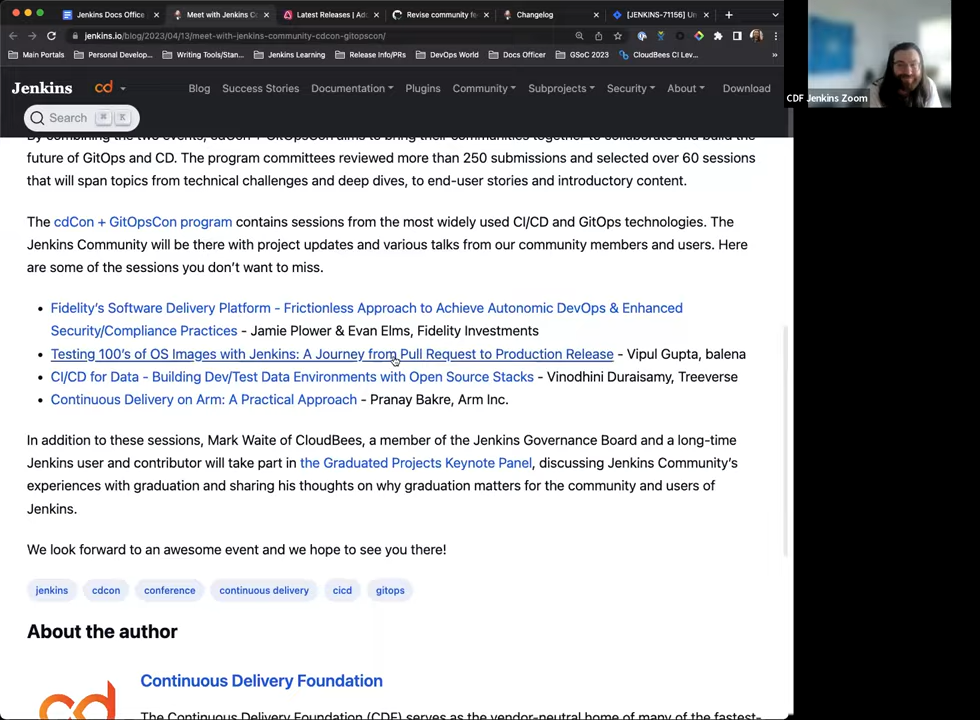 Jenkins Docs Office
Meet with Jenkins C
Latest Releases | Ad
Revise community fo
Changelog
[JENKINS-71156] Un
jenkins.io/blog/2023/04/13/meet-with-jenkins-community-cdcon-gitopscon/
Main Portals
Personal Develop...
Writing Tools/Stan...
Jenkins Learning
Release Info/PRs
DevOps World
Docs Officer
GSoC 2023
CloudBees CI Lev...
»
CDF Jenkins Zoom
Jenkins
cd
Blog
Success Stories
Documentation
Plugins
Community
Subprojects
Security
About
Download
Search
⌘ K
By combining the two events, cdCon + GitOpsCon aims to bring their communities together to collaborate and build the
future of GitOps and CD. The program committees reviewed more than 250 submissions and selected over 60 sessions
that will span topics from technical challenges and deep dives, to end-user stories and introductory content.
The cdCon + GitOpsCon program contains sessions from the most widely used CI/CD and GitOps technologies. The
Jenkins Community will be there with project updates and various talks from our community members and users. Here
are some of the sessions you don't want to miss.
• Fidelity's Software Delivery Platform - Frictionless Approach to Achieve Autonomic DevOps & Enhanced
Security/Compliance Practices - Jamie Plower & Evan Elms, Fidelity Investments
• Testing 100's of OS Images with Jenkins: A Journey from Pull Request to Production Release - Vipul Gupta, balena
• CI/CD for Data - Building Dev/Test Data Environments with Open Source Stacks - Vinodhini Duraisamy, Treeverse
• Continuous Delivery on Arm: A Practical Approach - Pranay Bakre, Arm Inc.
In addition to these sessions, Mark Waite of CloudBees, a member of the Jenkins Governance Board and a long-time
Jenkins user and contributor will take part in the Graduated Projects Keynote Panel, discussing Jenkins Community's
experiences with graduation and sharing his thoughts on why graduation matters for the community and users of
Jenkins.
We look forward to an awesome event and we hope to see you there!
jenkins
cdcon
conference
continuous delivery
cicd
gitops
About the author
Continuous Delivery Foundation
The Continuous Delivery Foundation (CDF) serves as the vendor-neutral home of many of the fastest-
cd